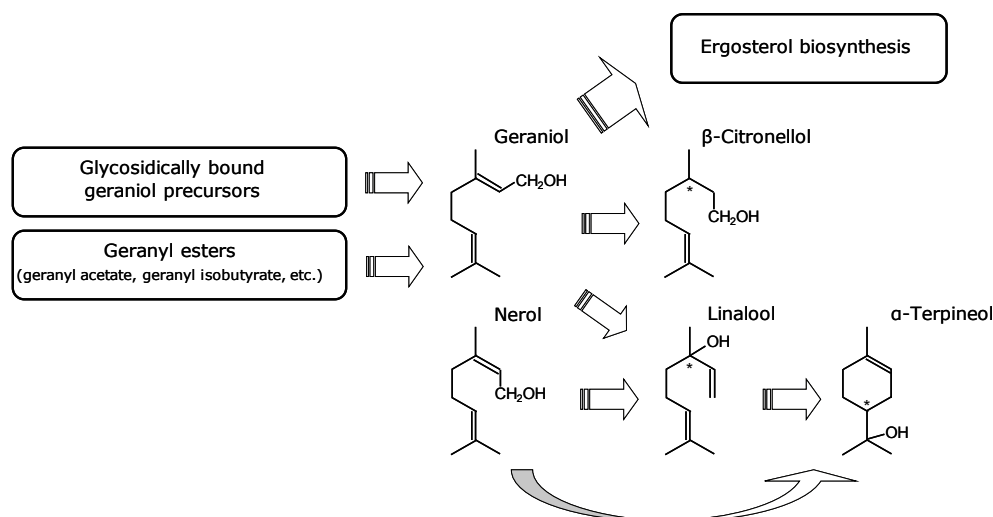 Ergosterol biosynthesis
Geraniol
β-Citronellol
Glycosidically bound
geraniol precursors
CH₂OH
*
CH₂OH
Geranyl esters
(geranyl acetate, geranyl isobutyrate, etc.)
Nerol
Linalool
α-Terpineol
OH
*
CH₂OH
*
OH